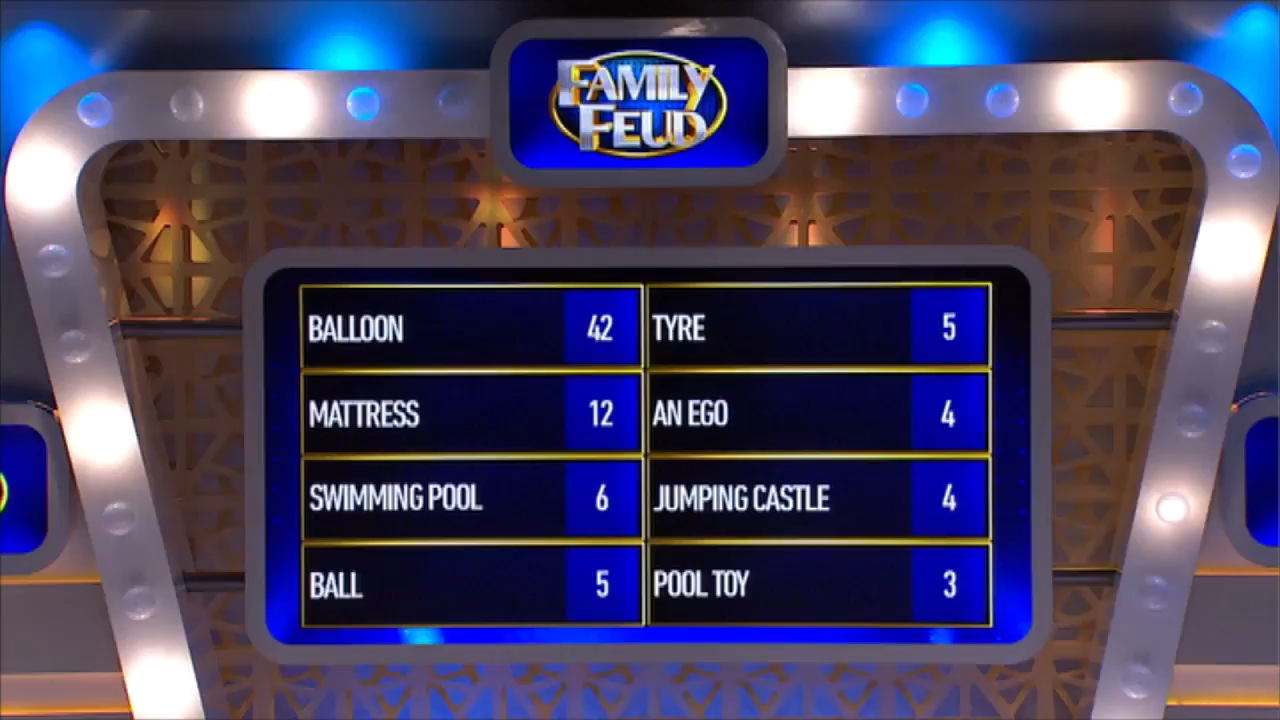 FAMILY
FEUD
BALLOON 42
MATTRESS 12
SWIMMING POOL 6
BALL 5
TYRE 5
AN EGO 4
JUMPING CASTLE 4
POOL TOY 3